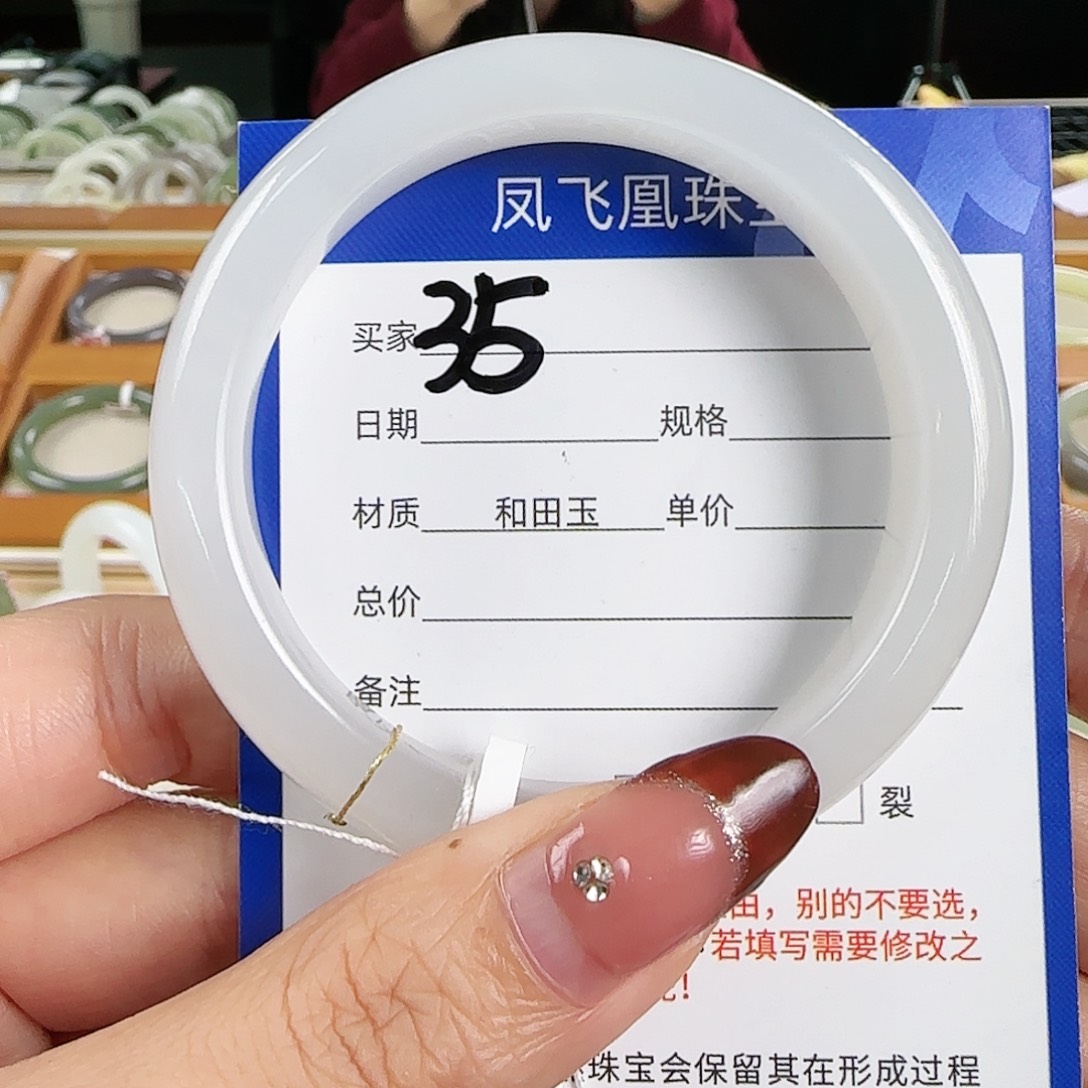 凤飞凰珠宝
买家 35
日期 规格
材质 和田玉 单价
总价
备注
裂
由，别的不要选，
若填写需要修改之
珠宝会保留其在形成过程